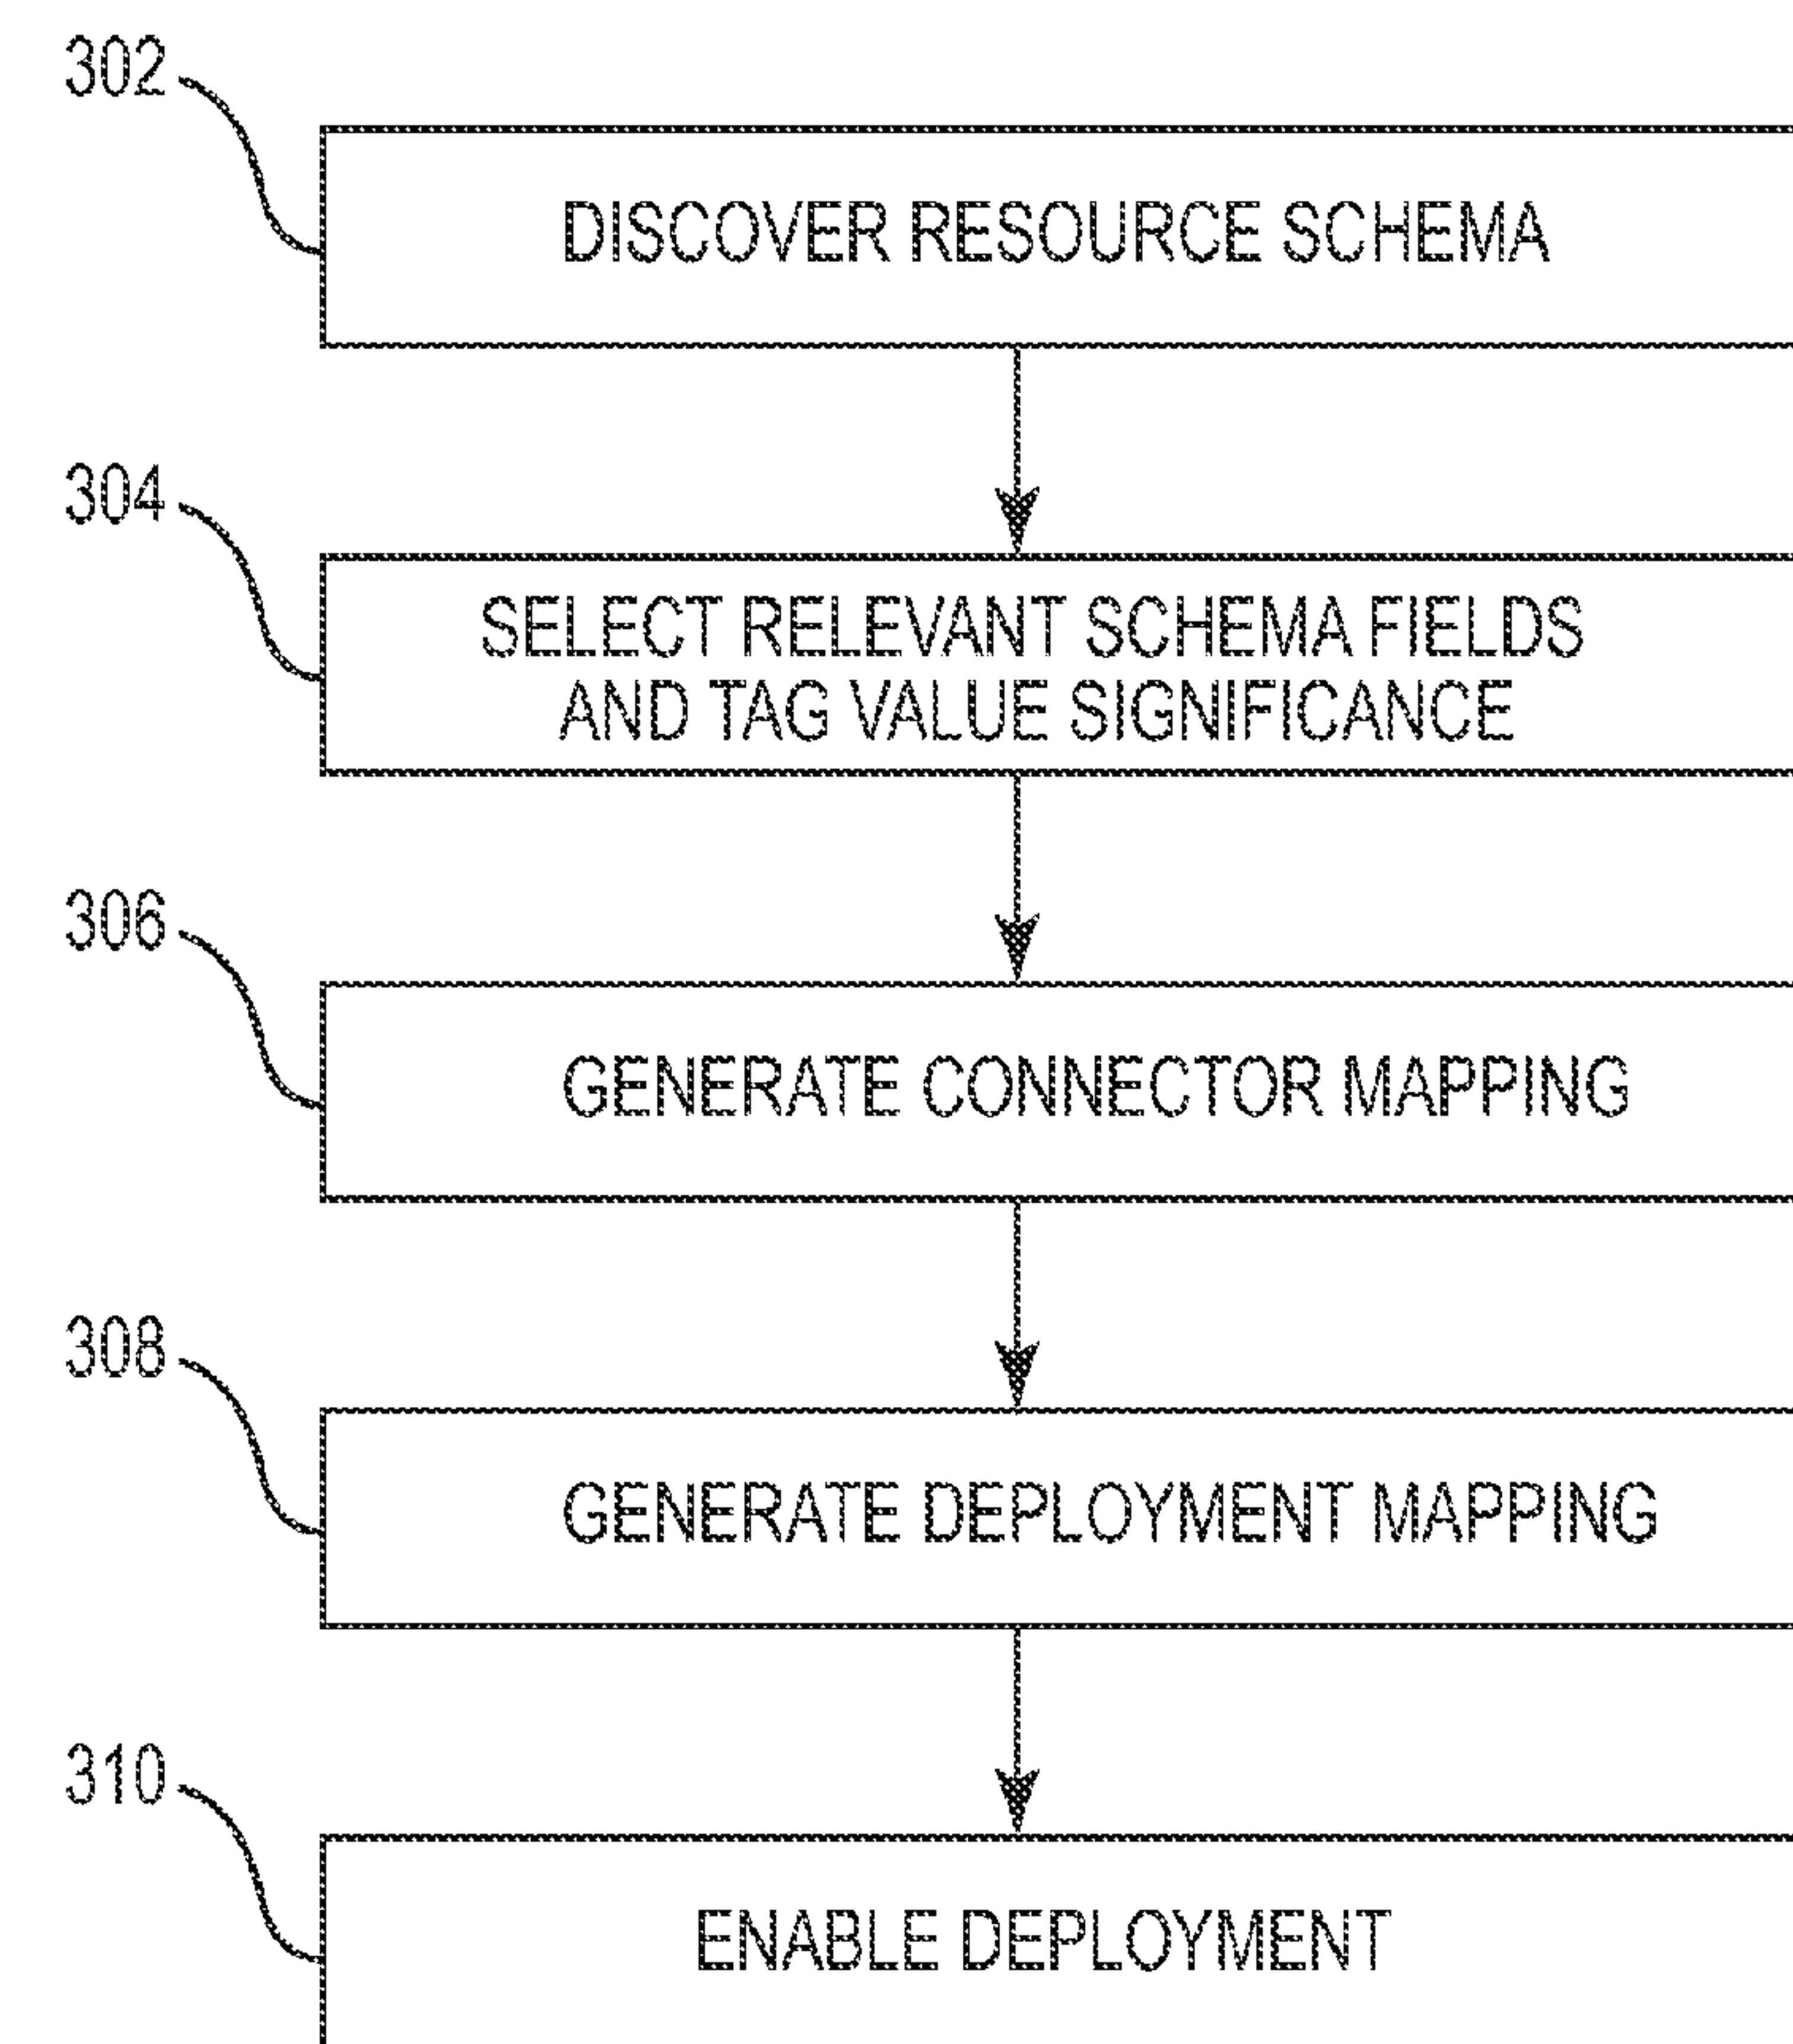 302
DISCOVER RESOURCE SCHEMA
304
SELECT RELEVANT SCHEMA FIELDS
AND TAG VALUE SIGNIFICANCE
306
GENERATE CONNECTOR MAPPING
308
GENERATE DEPLOYMENT MAPPING
310
ENABLE DEPLOYMENT